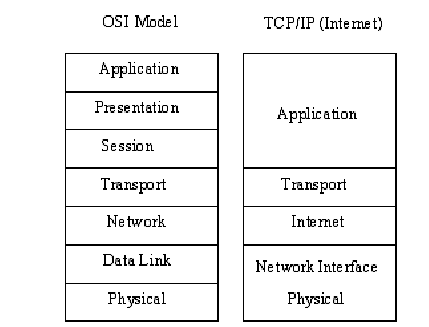 OSI Model
TCP/IP (Internet)
Application
Presentation
Session
Transport
Network
Data Link
Physical
Application
Transport
Internet
Network Interface
Physical